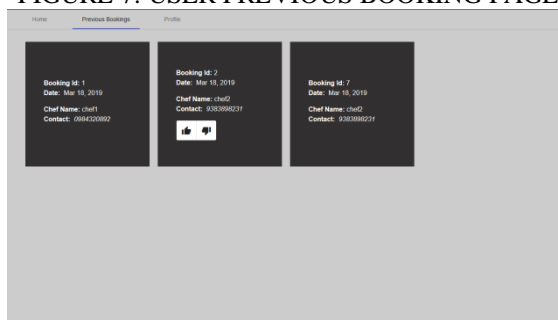 FIGURE 7: USER PREVIOUS BOOKING PAGE
Home Previous Bookings Profile
Booking Id: 1
Date: Mar 18, 2019
Chef Name: chef1
Contact: 0984320892
Booking Id: 2
Date: Mar 18, 2019
Chef Name: chef2
Contact: 9383898231
Booking Id: 7
Date: Mar 18, 2019
Chef Name: chef2
Contact: 9383898231